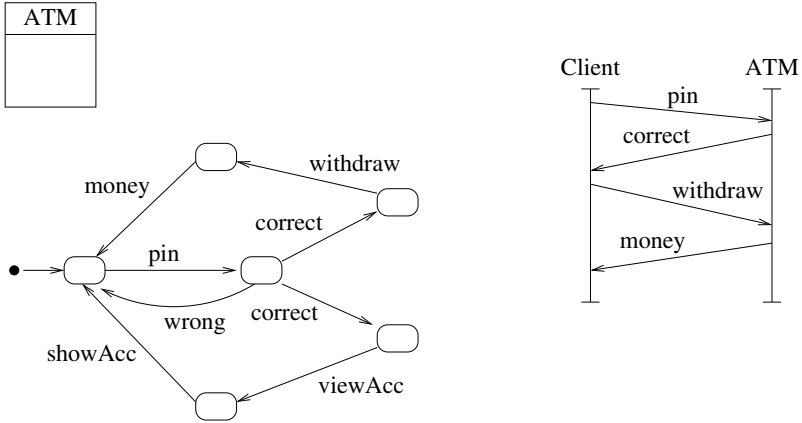 ATM
money
withdraw
correct
pin
wrong
correct
showAcc
viewAcc
Client
ATM
pin
correct
withdraw
money